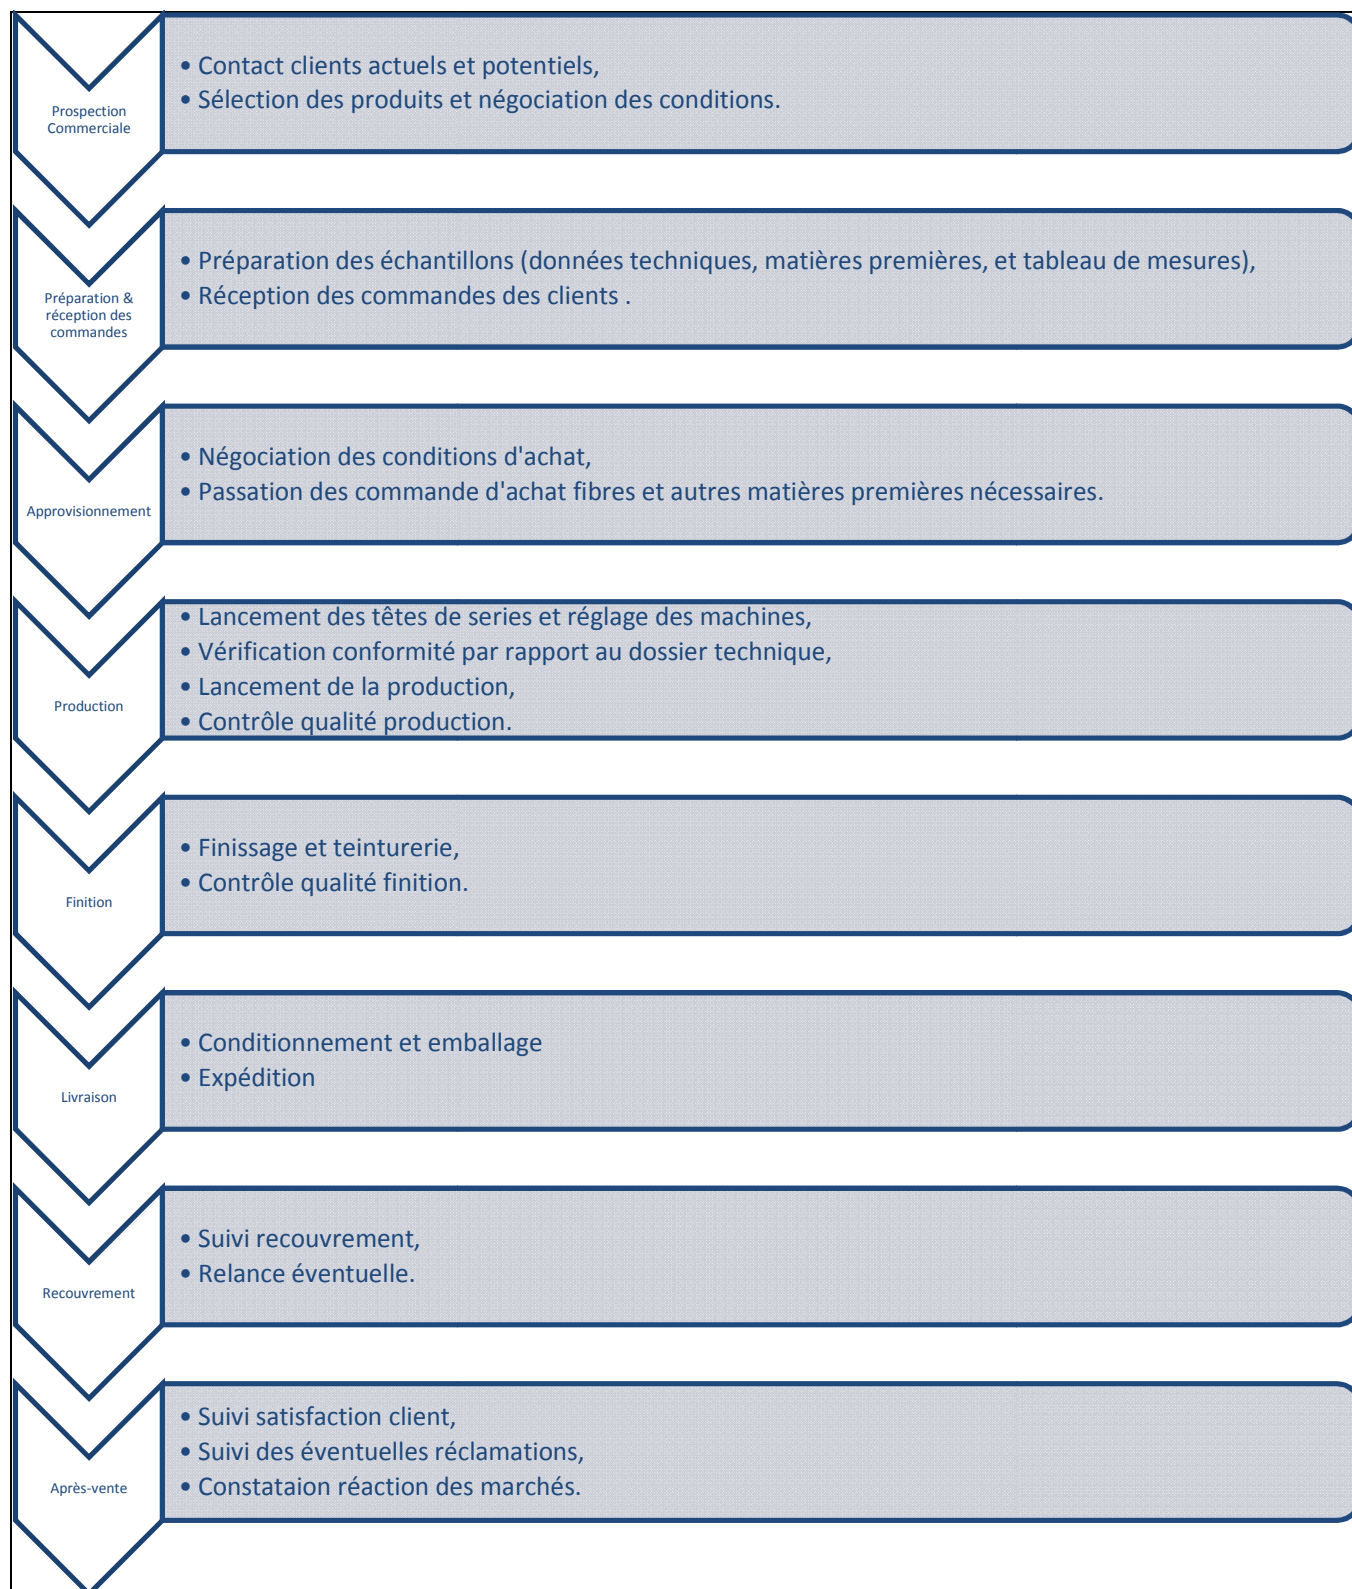 Prospection
Commerciale
• Contact clients actuels et potentiels,
• Sélection des produits et négociation des conditions.
Préparation &
réception des
commandes
• Préparation des échantillons (données techniques, matières premières, et tableau de mesures),
• Réception des commandes des clients .
Approvisionnement
• Négociation des conditions d'achat,
• Passation des commande d'achat fibres et autres matières premières nécessaires.
Production
• Lancement des têtes de series et réglage des machines,
• Vérification conformité par rapport au dossier technique,
• Lancement de la production,
• Contrôle qualité production.
Finition
• Finissage et teinturerie,
• Contrôle qualité finition.
Livraison
• Conditionnement et emballage
• Expédition
Recouvrement
• Suivi recouvrement,
• Relance éventuelle.
Après-vente
• Suivi satisfaction client,
• Suivi des éventuelles réclamations,
• Constataion réaction des marchés.